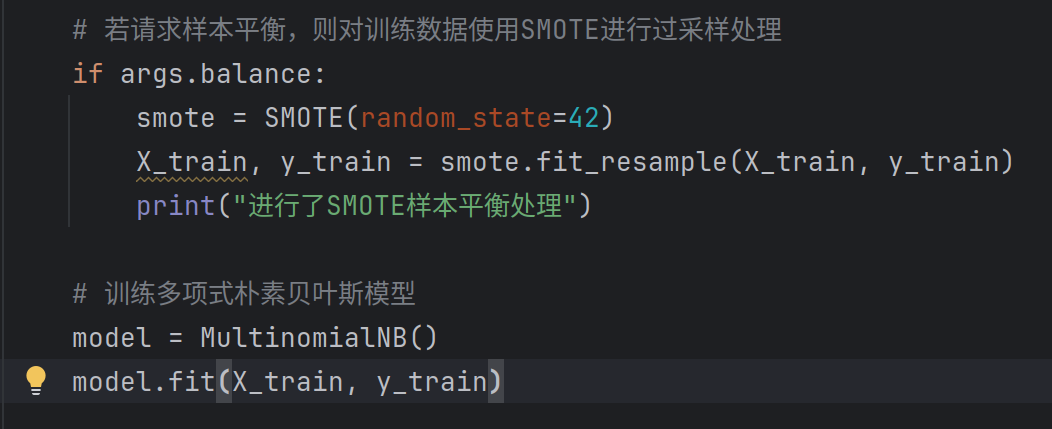 # 若请求样本平衡，则对训练数据使用SMOTE进行过采样处理
if args.balance:
    smote = SMOTE(random_state=42)
    X_train, y_train = smote.fit_resample(X_train, y_train)
    print("进行了SMOTE样本平衡处理")
# 训练多项式朴素贝叶斯模型
model = MultinomialNB()
model.fit(X_train, y_train)